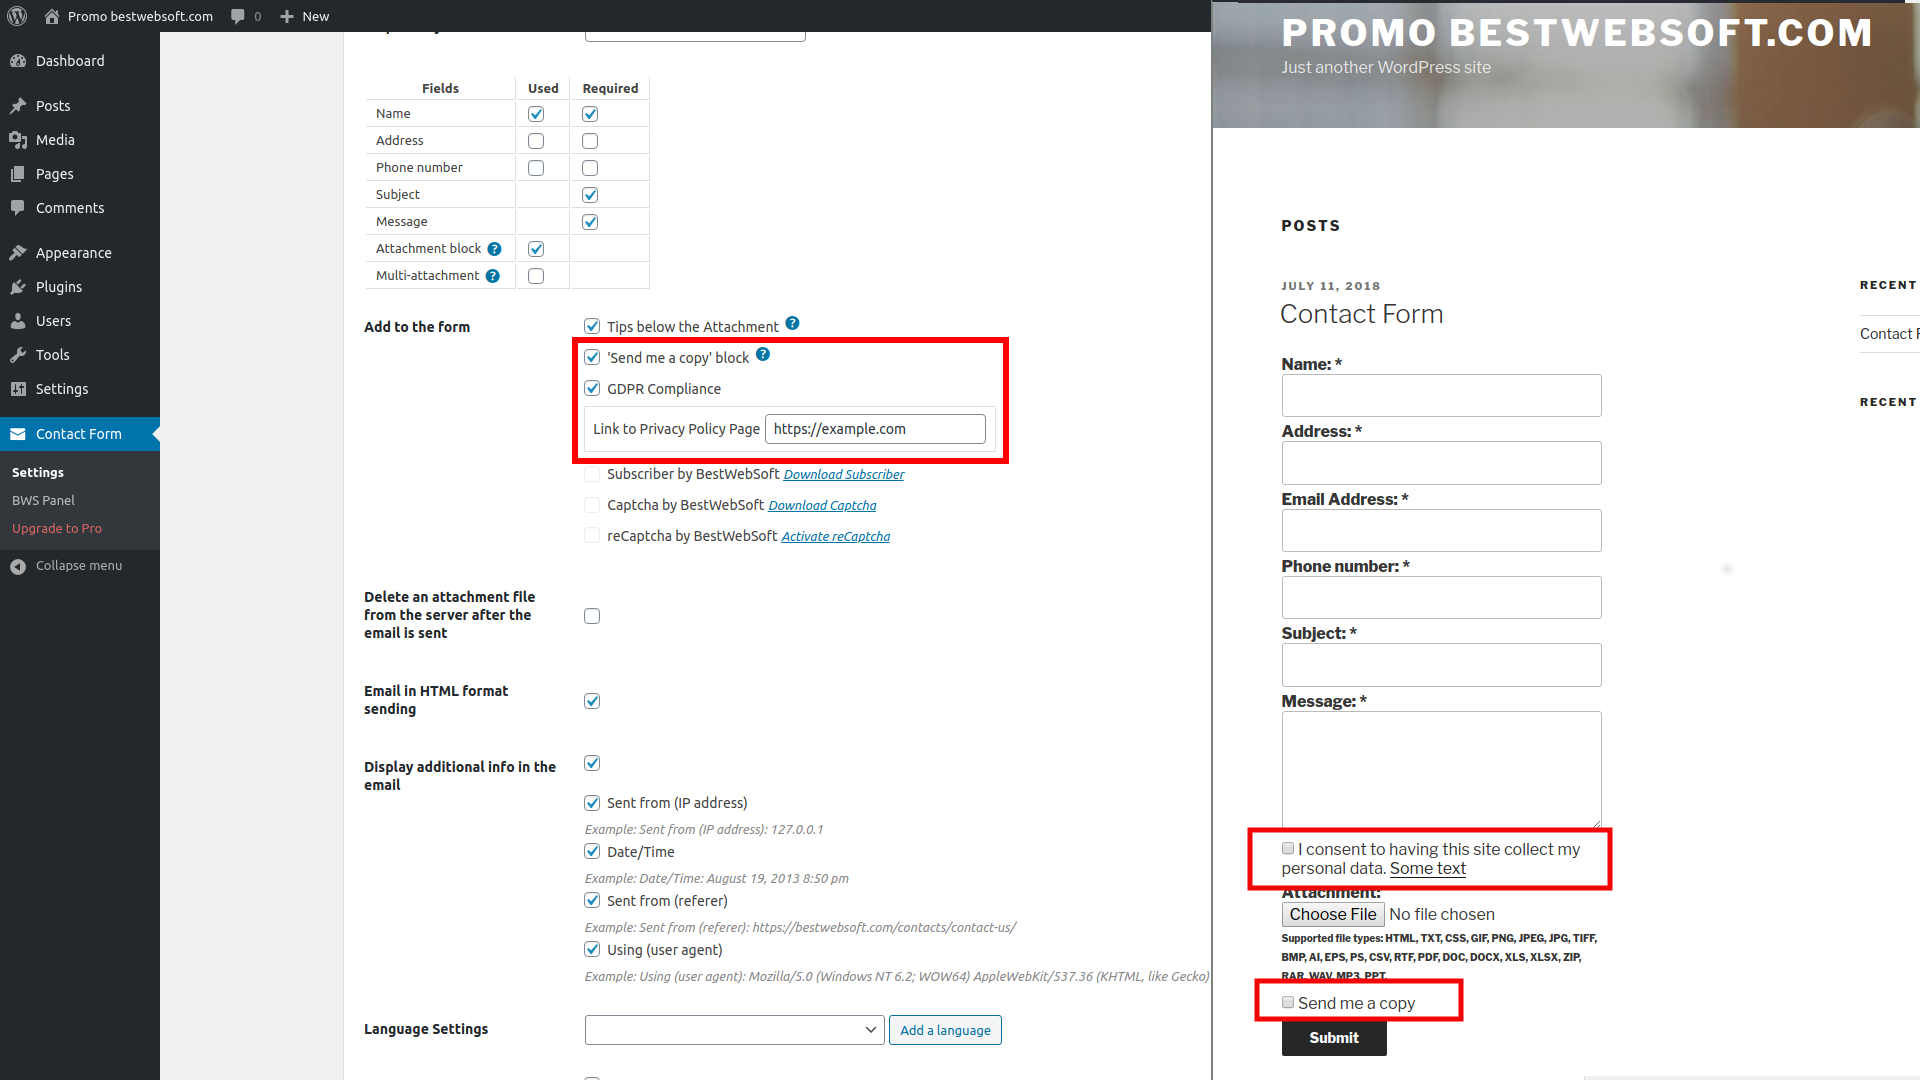 Promo bestwebsoft.com
0
New
Dashboard
Posts
Media
Pages
Comments
Appearance
Plugins
Users
Tools
Settings
Contact Form
Settings
BWS Panel
Upgrade to Pro
Collapse menu
Fields Used Required
Name
Address
Phone number
Subject
Message
Attachment block ?
Multi-attachment ?
Add to the form
Tips below the Attachment ?
'Send me a copy' block ?
GDPR Compliance
Link to Privacy Policy Page https://example.com
Subscriber by BestWebSoft Download Subscriber
Captcha by BestWebSoft Download Captcha
reCaptcha by BestWebSoft Activate reCaptcha
Delete an attachment file
from the server after the
email is sent
Email in HTML format
sending
Display additional info in the
email
Sent from (IP address)
Example: Sent from (IP address): 127.0.0.1
Date/Time
Example: Date/Time: August 19, 2013 8:50 pm
Sent from (referer)
Example: Sent from (referer): https://bestwebsoft.com/contacts/contact-us/
Using (user agent)
Example: Using (user agent): Mozilla/5.0 (Windows NT 6.2; WOW64) AppleWebKit/537.36 (KHTML, like Gecko)
Language Settings
Add a language
PROMO BESTWEBSOFT.COM
Just another WordPress site
POSTS
JULY 11, 2018
Contact Form
Name: *
Address: *
Email Address: *
Phone number: *
Subject: *
Message: *
I consent to having this site collect my
personal data. Some text
Attachment:
Choose File No file chosen
Supported file types: HTML, TXT, CSS, GIF, PNG, JPEG, JPG, TIFF,
BMP, AI, EPS, PS, CSV, RTF, PDF, DOC, DOCX, XLS, XLSX, ZIP,
RAR, WAV, MP3, PPT.
Send me a copy
Submit
RECENT
Contact F
RECENT